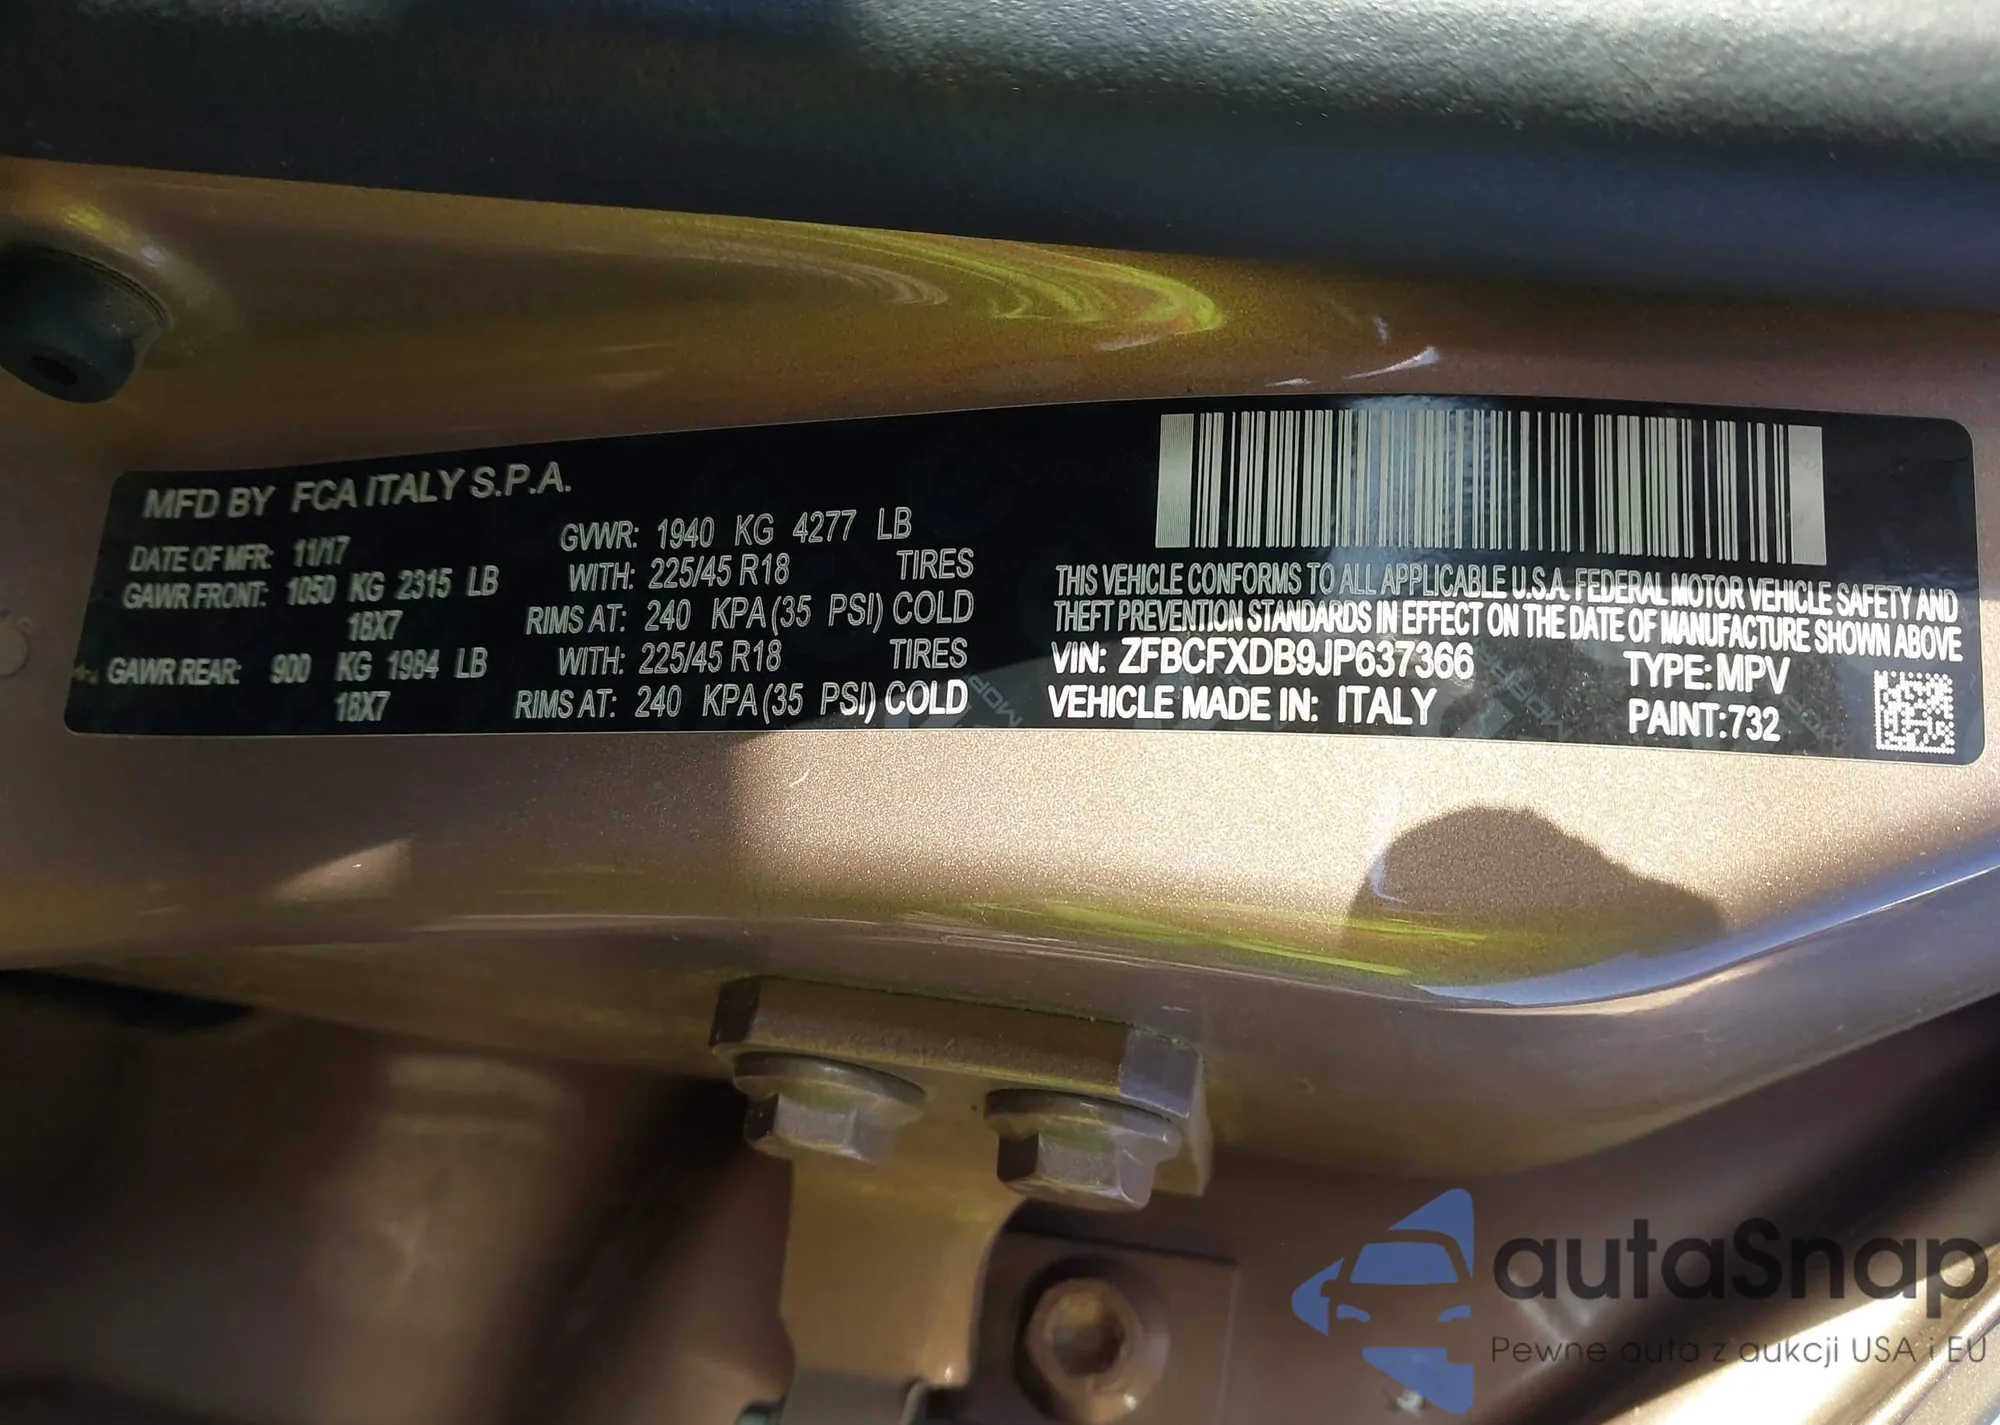 MFD BY FCA ITALY S.P.A.
DATE OF MFR: 11/17
GVWR: 1940 KG 4277 LB
GAWR FRONT: 1050 KG 2315 LB WITH: 225/45 R18 TIRES
18X7 RIMS AT: 240 KPA (35 PSI) COLD
GAWR REAR: 900 KG 1984 LB WITH: 225/45 R18 TIRES
18X7 RIMS AT: 240 KPA (35 PSI) COLD
THIS VEHICLE CONFORMS TO ALL APPLICABLE U.S.A. FEDERAL MOTOR VEHICLE SAFETY AND
THEFT PREVENTION STANDARDS IN EFFECT ON THE DATE OF MANUFACTURE SHOWN ABOVE
VIN: ZFBCFXDB9JP637366 TYPE: MPV
VEHICLE MADE IN: ITALY PAINT: 732
autaSnap
Pewne auta z aukcji USA i EU